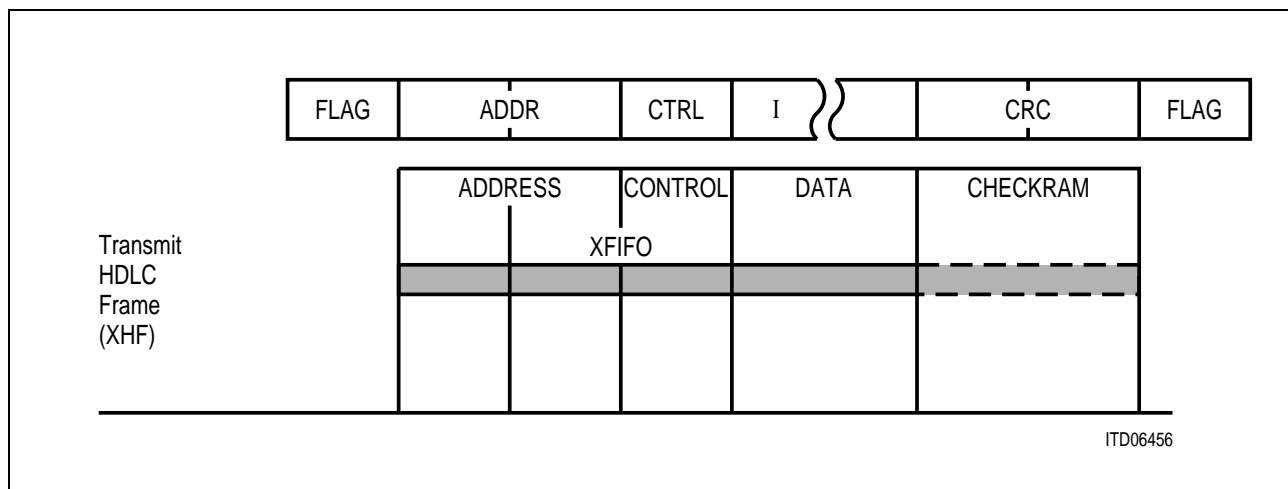 FLAG ADDR CTRL I CRC FLAG
ADDRESS CONTROL DATA CHECKRAM
XFIFO
Transmit
HDLC
Frame
(XHF)
ITD06456